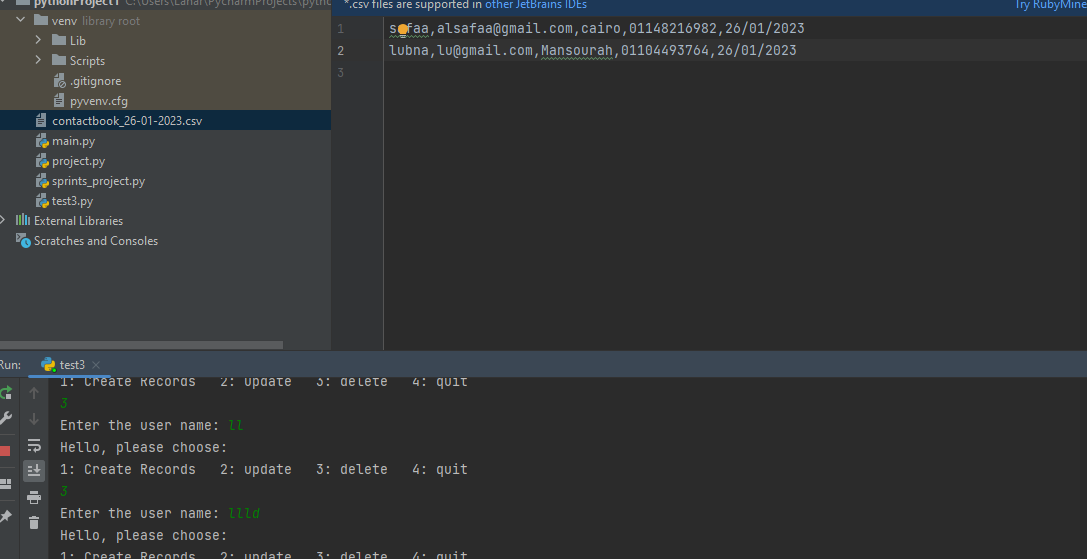 pythonProject1 C:\Users\Lahar\PycharmProjects\pytho
venv library root
Lib
Scripts
.gitignore
pyvenv.cfg
contactbook_26-01-2023.csv
main.py
project.py
sprints_project.py
test3.py
External Libraries
Scratches and Consoles
*.csv files are supported in other JetBrains IDEs Try RubyMine
1 safaa,alsafaa@gmail.com,cairo,01148216982,26/01/2023
2 lubna,lu@gmail.com,Mansourah,01104493764,26/01/2023
3
Run: test3
1: Create Records 2: update 3: delete 4: quit
3
Enter the user name: ll
Hello, please choose:
1: Create Records 2: update 3: delete 4: quit
3
Enter the user name: llld
Hello, please choose:
1: Create Records 2: update 3: delete 4: quit